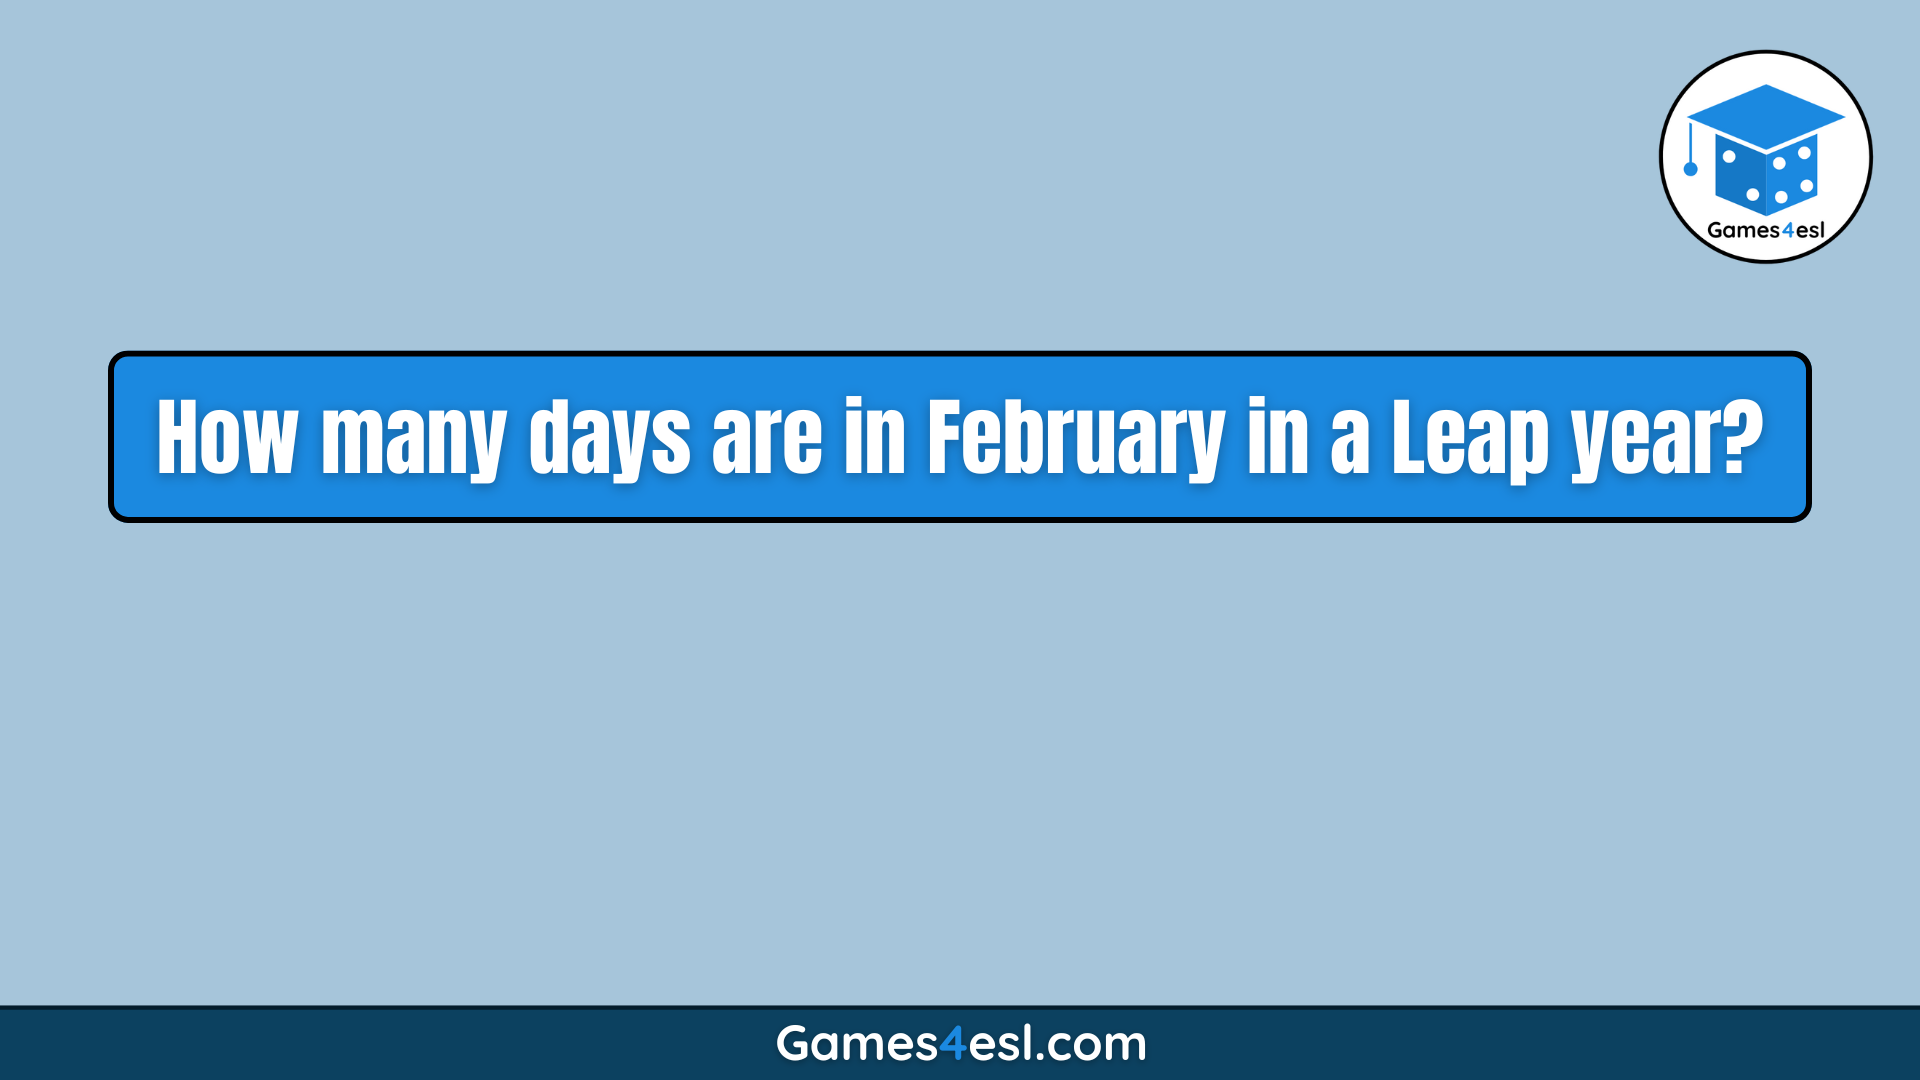 Games4esl
How many days are in February in a Leap year?
Games4esl.com